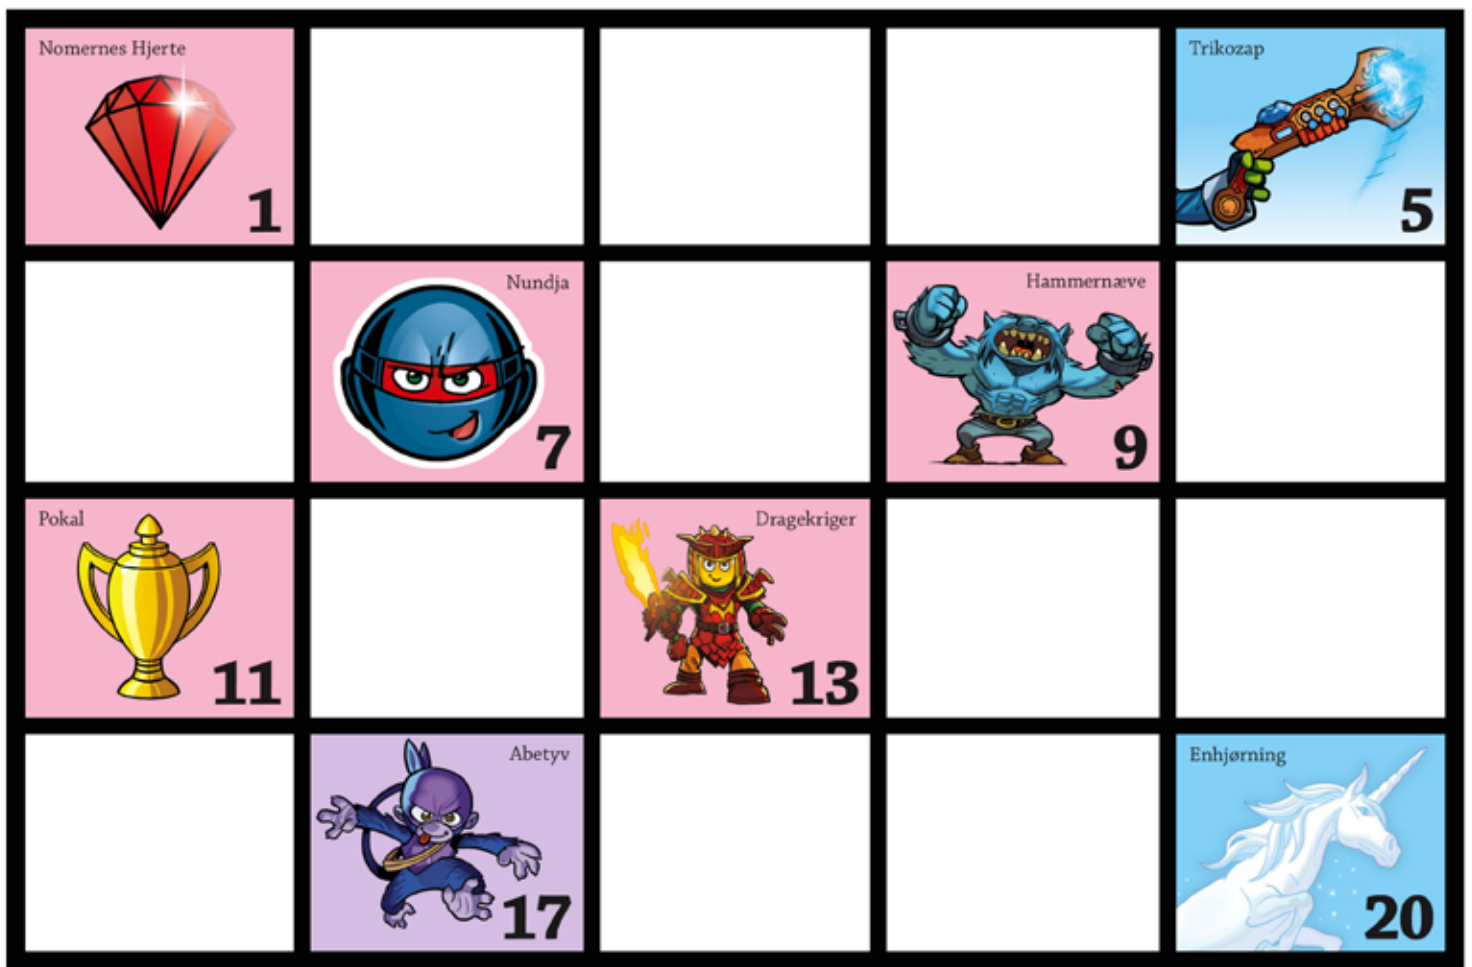 Nomernes Hjerte
1
Trikozap
5
Nundja
7
Hammernæve
9
Pokal
11
Dragekriger
13
Abetyv
17
Enhjørning
20